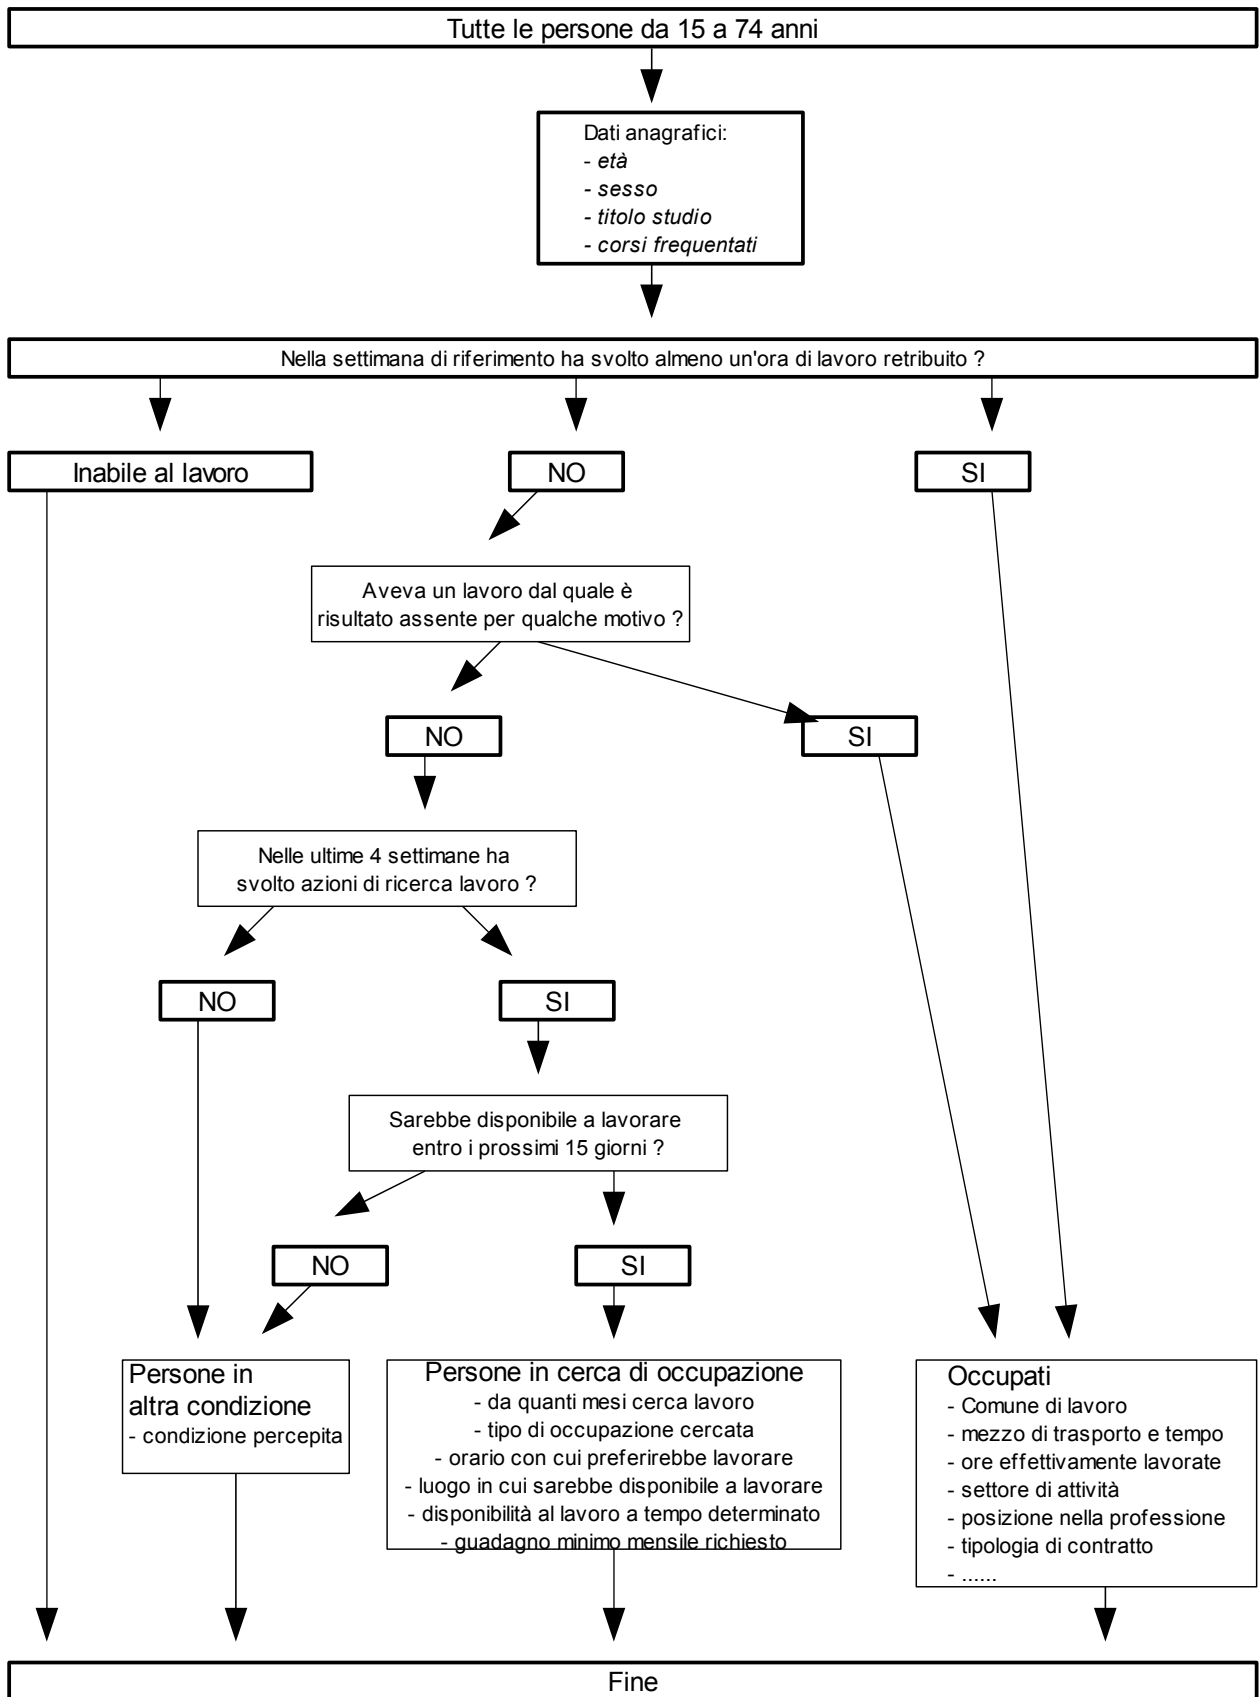 Tutte le persone da 15 a 74 anni
Dati anagrafici:
- età
- sesso
- titolo studio
- corsi frequentati
Nella settimana di riferimento ha svolto almeno un'ora di lavoro retribuito ?
Inabile al lavoro
NO
SI
Aveva un lavoro dal quale è
risultato assente per qualche motivo ?
NO
SI
Nelle ultime 4 settimane ha
svolto azioni di ricerca lavoro ?
NO
SI
Sarebbe disponibile a lavorare
entro i prossimi 15 giorni ?
NO
SI
Persone in
altra condizione
- condizione percepita
Persone in cerca di occupazione
- da quanti mesi cerca lavoro
- tipo di occupazione cercata
- orario con cui preferirebbe lavorare
- luogo in cui sarebbe disponibile a lavorare
- disponibilità al lavoro a tempo determinato
- guadagno minimo mensile richiesto
Occupati
- Comune di lavoro
- mezzo di trasporto e tempo
- ore effettivamente lavorate
- settore di attività
- posizione nella professione
- tipologia di contratto
- ......
Fine